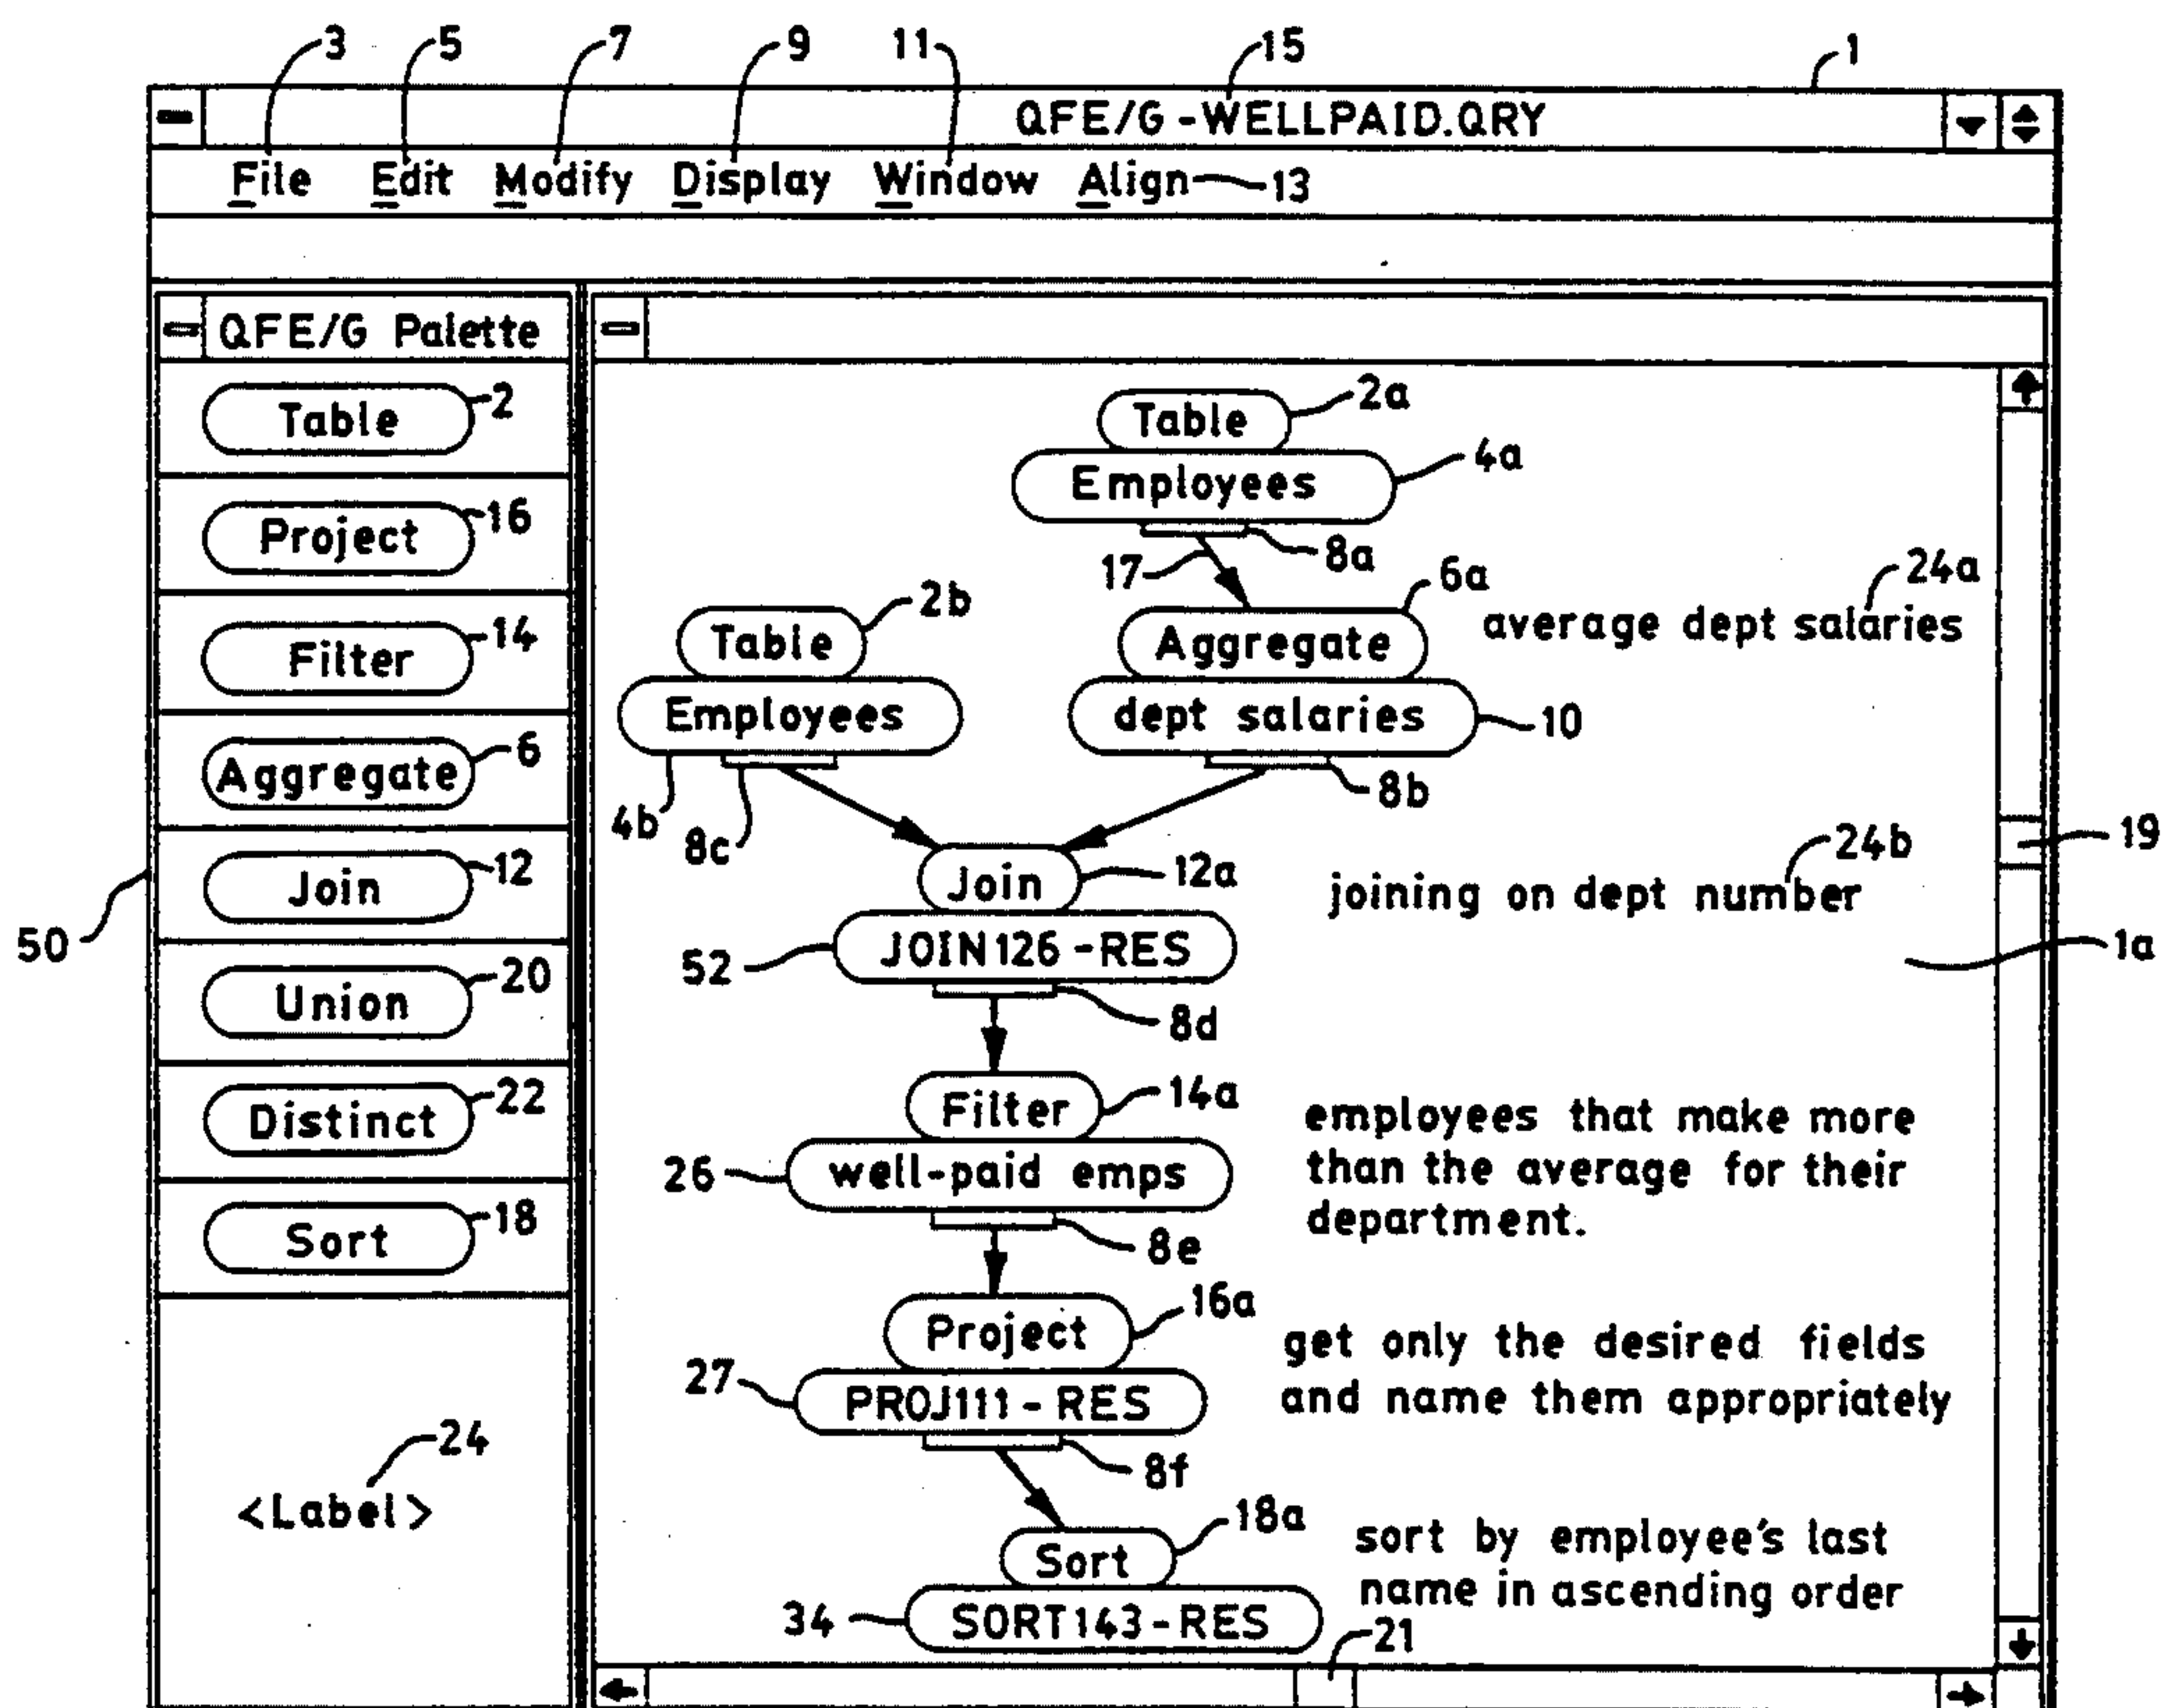 3 5 7 9 11 15 1
QFE/G-WELLPAID.QRY
File Edit Modify Display Window Align 13
QFE/G Palette
Table 2
Project 16
Filter 14
Aggregate 6
Join 12
Union 20
Distinct 22
Sort 18
24
<Label>
50
Table 2a
Employees 4a
8a
17
6a
24a
Aggregate
average dept salaries
dept salaries 10
8b
2b
Table
Employees
4b 8c
Join 12a
24b
joining on dept number
19
1a
52 JOIN126-RES
8d
Filter 14a
26 well-paid emps
8e
employees that make more
than the average for their
department.
Project 16a
27 PROJ111-RES
8f
get only the desired fields
and name them appropriately
Sort 18a
34 SORT143-RES
sort by employee's last
name in ascending order
21